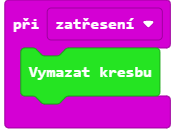 při zatřesení
Vymazat kresbu